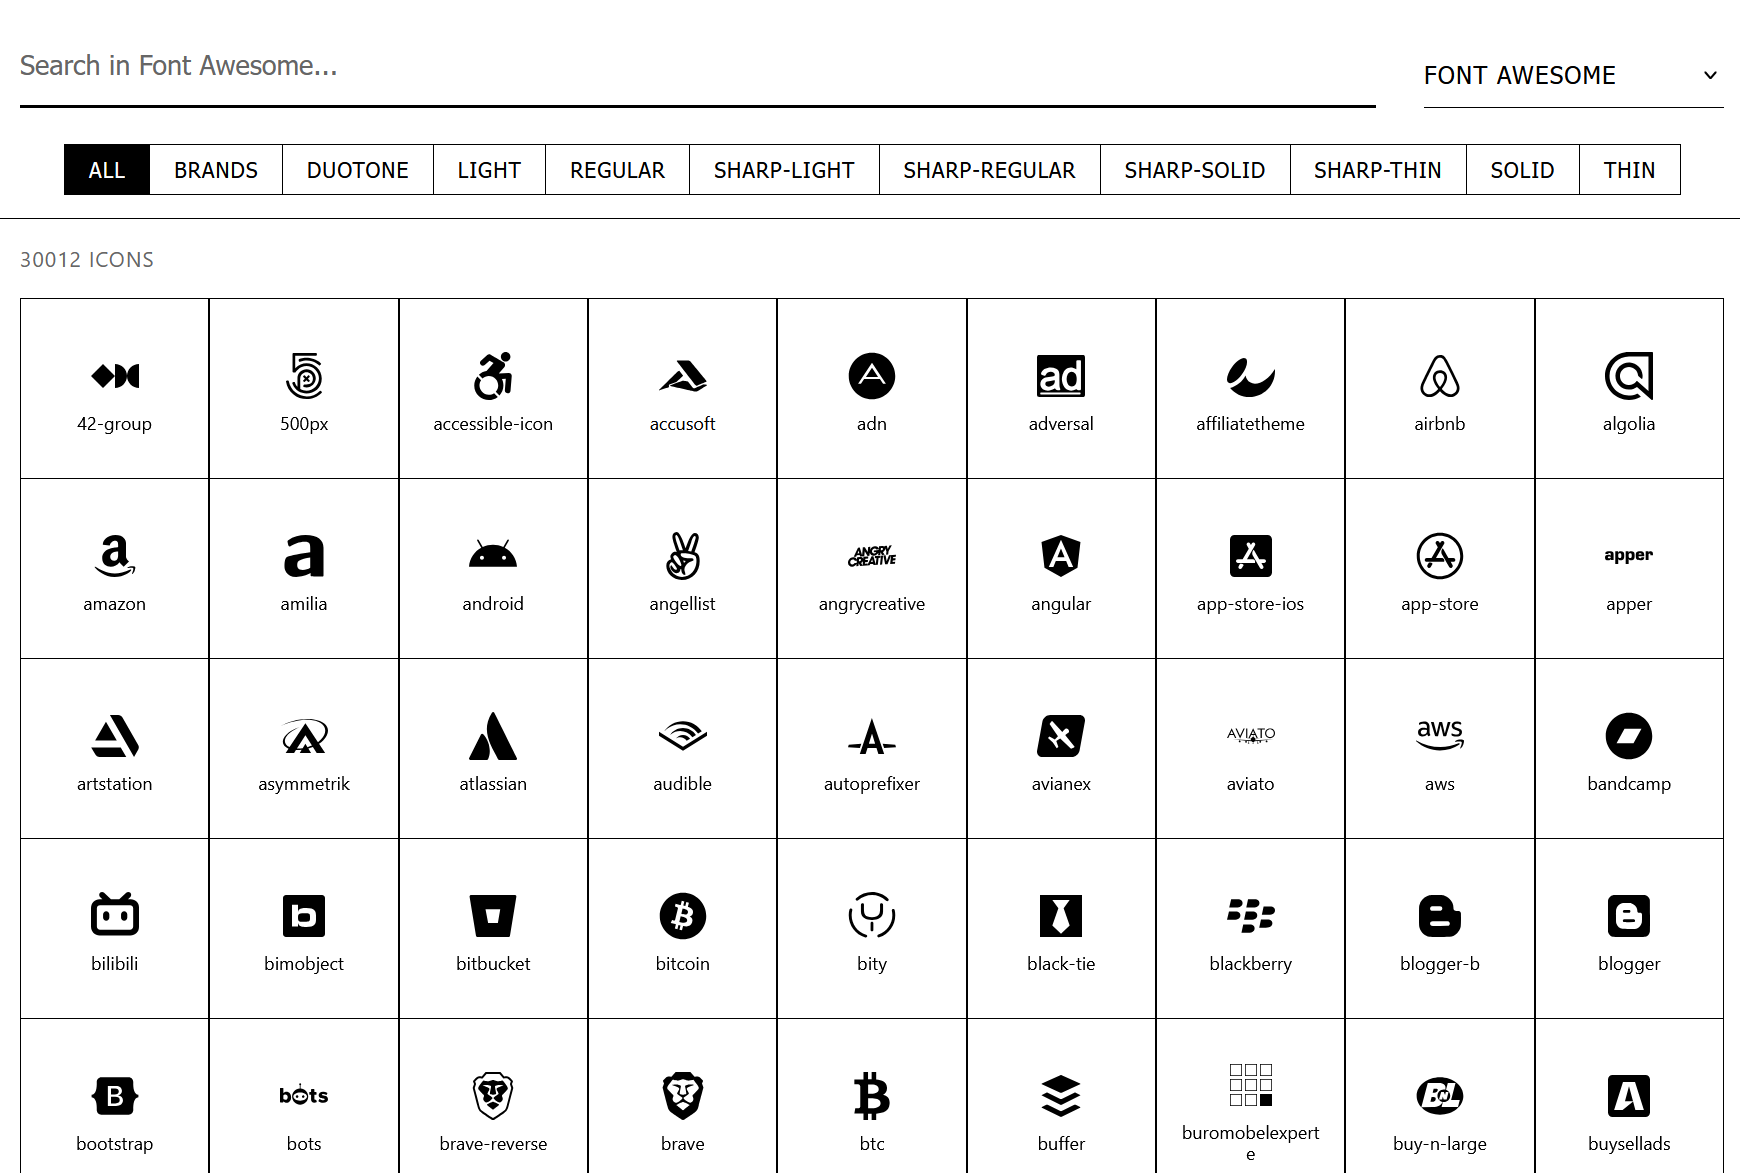 Search in Font Awesome...
FONT AWESOME
ALL BRANDS DUOTONE LIGHT REGULAR SHARP-LIGHT SHARP-REGULAR SHARP-SOLID SHARP-THIN SOLID THIN
30012 ICONS
ad
42-group 500px accessible-icon accusoft adn adversal affiliatetheme airbnb algolia
ANGRY CREATIVE
apper
amazon amilia android angellist angrycreative angular app-store-ios app-store apper
AVIATO
aws
artstation asymmetrik atlassian audible autoprefixer avianex aviato aws bandcamp
bilibili bimobject bitbucket bitcoin bity black-tie blackberry blogger-b blogger
bots
bootstrap bots brave-reverse brave btc buffer buromobelexpert
e buy-n-large buysellads